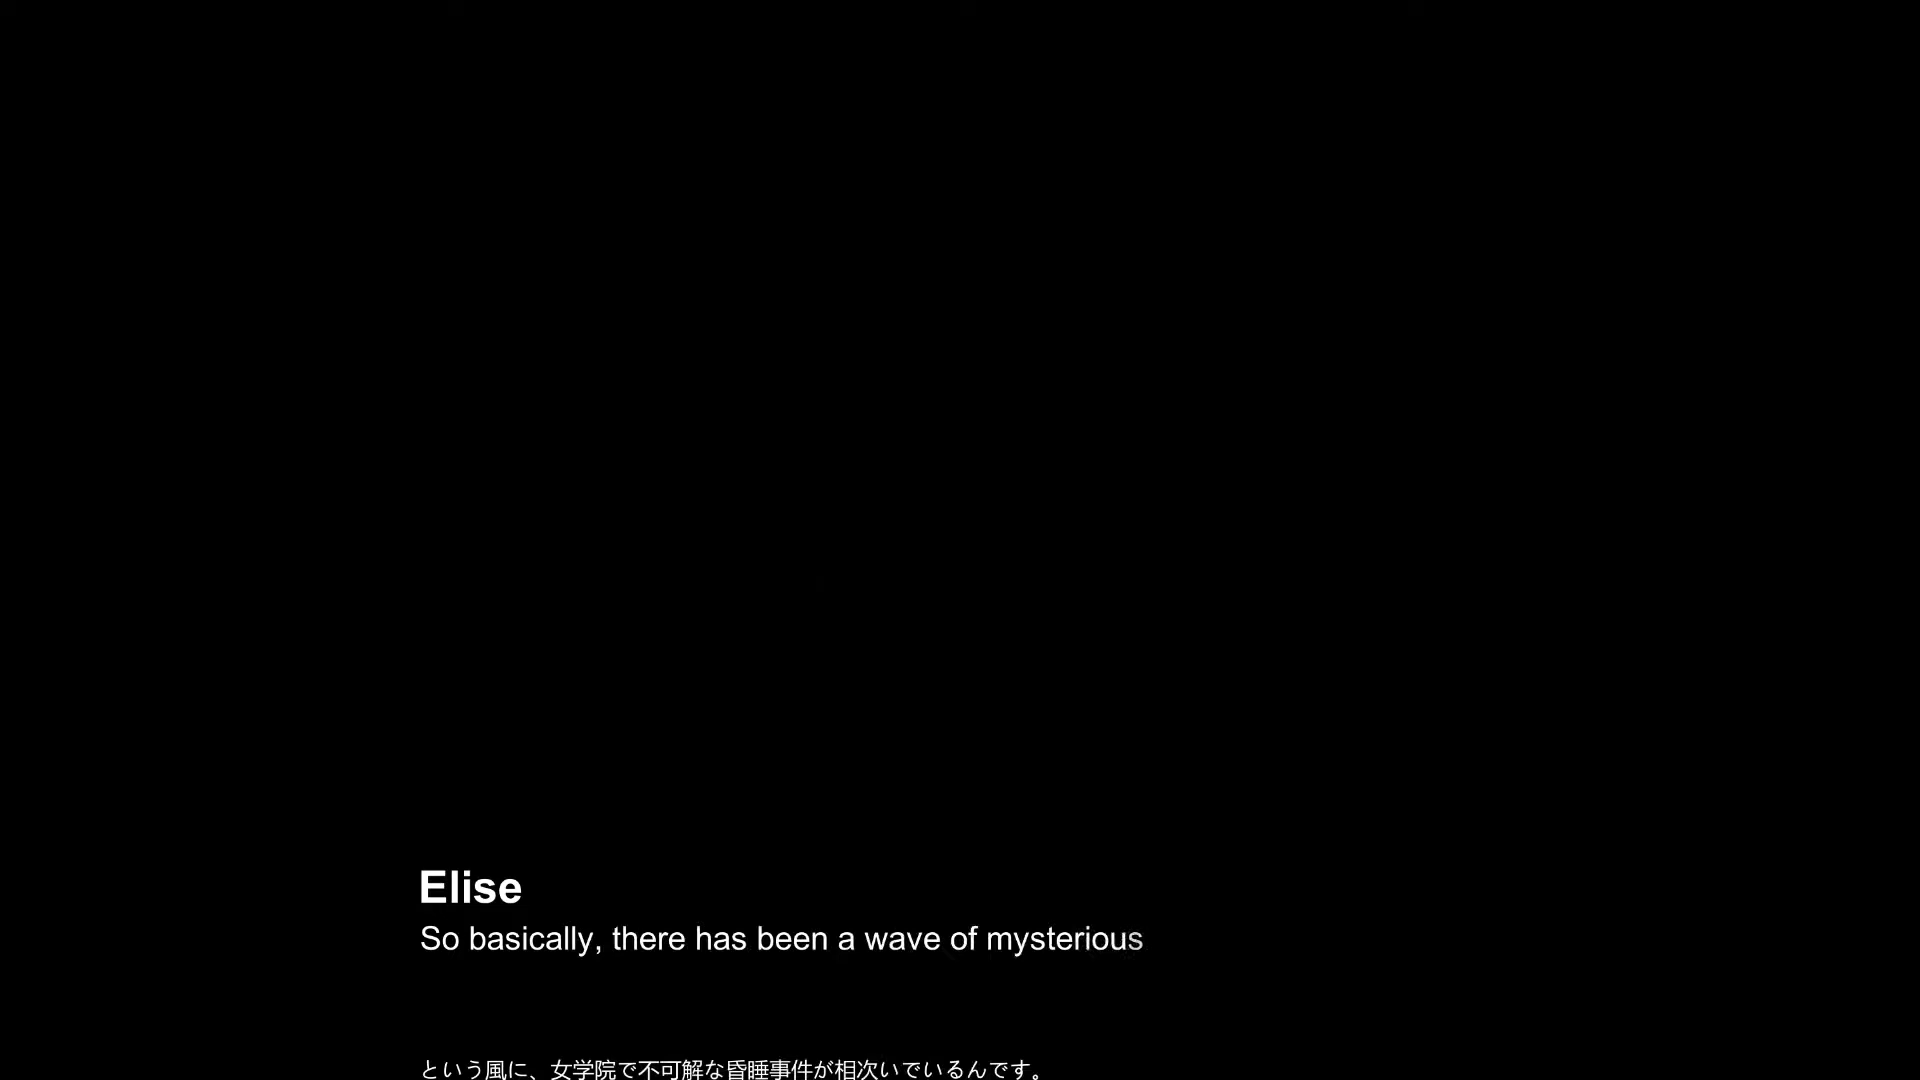 Elise
So basically, there has been a wave of mysterious
という風に、女学院で不可解な昏睡事件が相次いでいるんです。